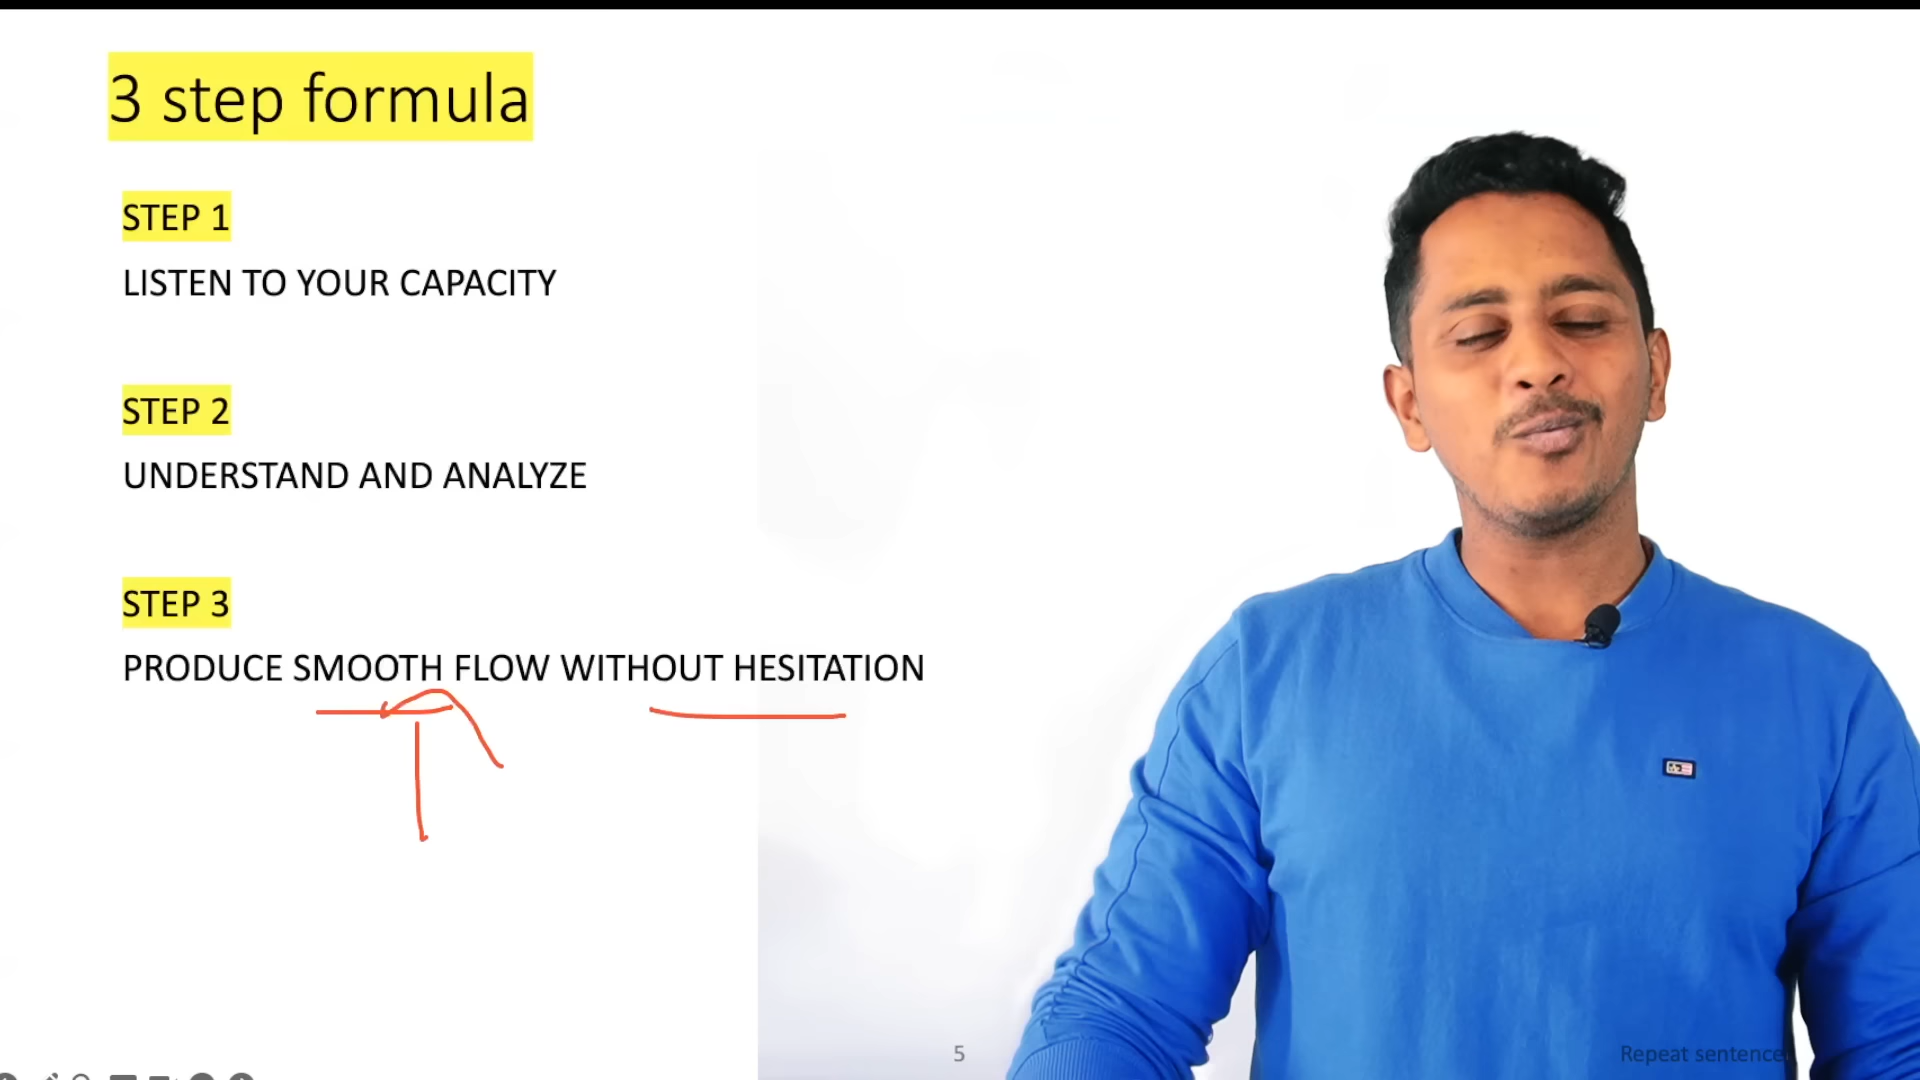 3 step formula
STEP 1
LISTEN TO YOUR CAPACITY
STEP 2
UNDERSTAND AND ANALYZE
STEP 3
PRODUCE SMOOTH FLOW WITHOUT HESITATION
5
Repeat sentence